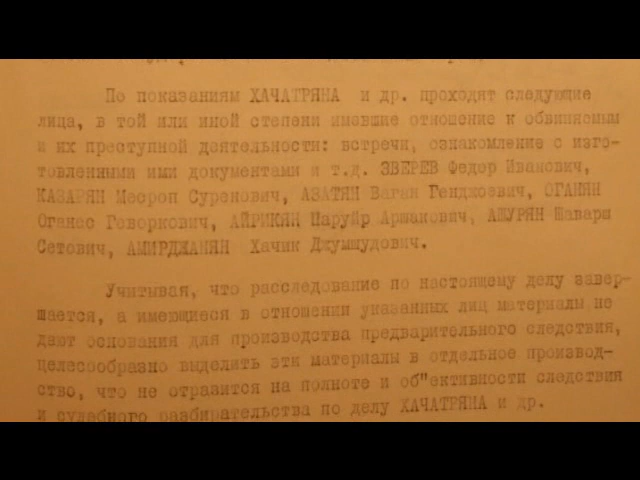 По показаниям ХАЧАТРЯНА и др. проходят следующие
лица, в той или иной степени имевшие отношение к обвиняемым
и их преступной деятельности: встречи, ознакомление с изго-
товленными ими документами и т.д. ЗВЕРЕВ Федор Иванович,
КАЗАРЯН Месроп Суренович, АЗАТЯН Ваган Генджоевич, ОГАНЯН
Оганес Геворкович, АЙРИКЯН Паруйр Аршакович, АШУРЯН Шаварш
Сетович, АМИРДЖАНЯН Хачик Джумшудович.
Учитывая, что расследование по настоящему делу завер-
шается, а имеющиеся в отношении указанных лиц материалы не
дают основания для производства предварительного следствия,
целесообразно выделить эти материалы в отдельное производ-
ство, что не отразится на полноте и об"ективности следствия
и судебного разбирательства по делу ХАЧАТРЯНА и др.